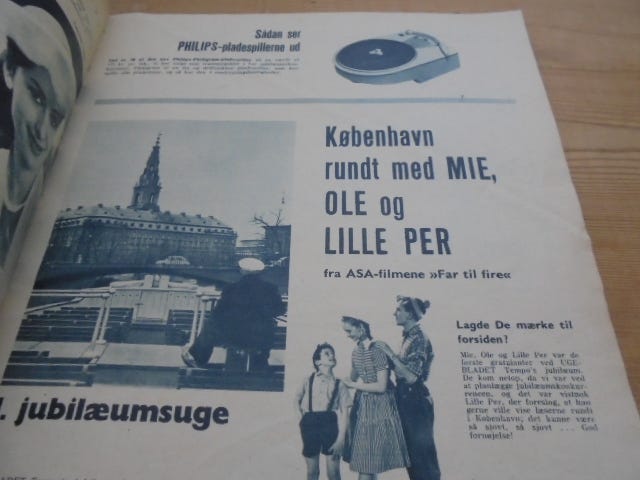 Sådan ser
PHILIPS-pladespillerne ud
København
rundt med MIE,
OLE og
LILLE PER
fra ASA-filmene »Far til fire«
Lagde De mærke til
forsiden?
Mie, Ole og Lille Per var de
første gratulanter ved UGE-
BLADET Tempo's jubilæum.
De kom netop, da vi var ved
at planlægge jubilæumskonkur-
rencen, og det var vistnok
Lille Per, der foreslog, at han
gerne ville vise læserne rundt
i København; det kunne være
så sjovt, så sjovt ... God
fornøjelse!
jubilæumsuge